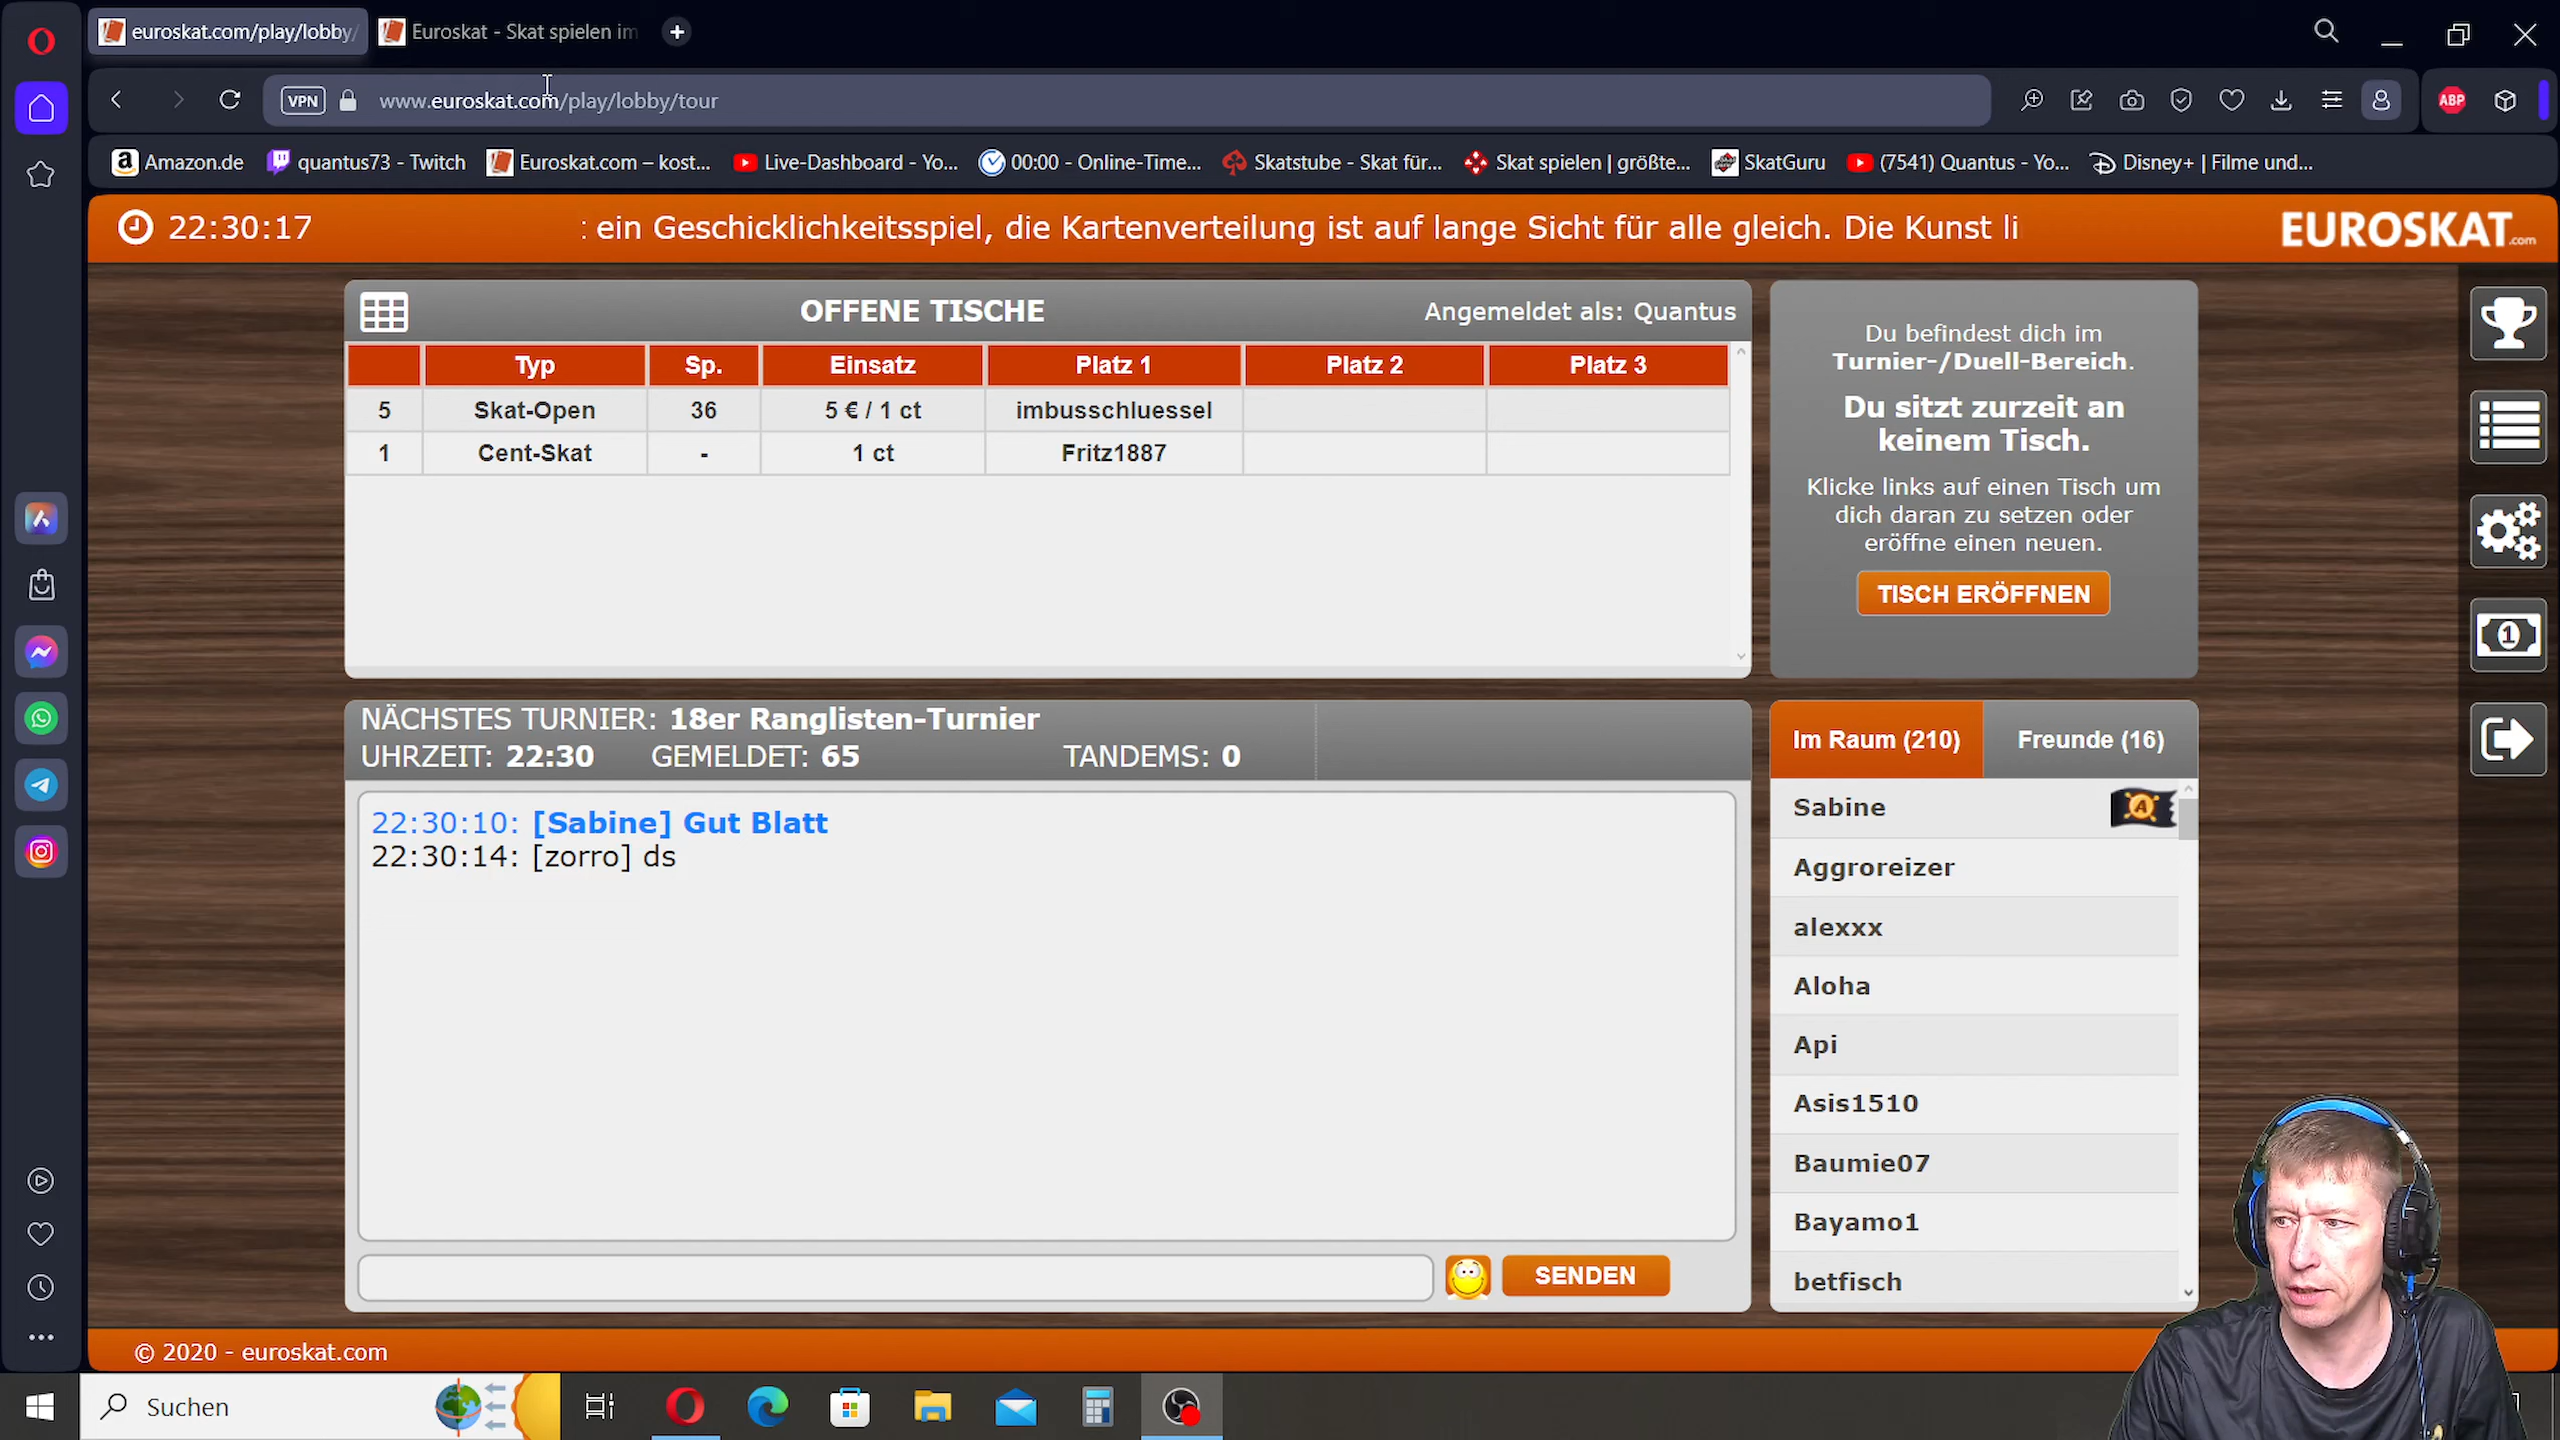 euroskat.com/play/lobby/
Euroskat - Skat spielen im
VPN www.euroskat.com/play/lobby/tour
ABP
Amazon.de
quantus73 - Twitch
Euroskat.com – kost...
Live-Dashboard - Yo...
00:00 - Online-Time...
Skatstube - Skat für...
Skat spielen | größte...
SkatGuru
(7541) Quantus - Yo...
Disney+ | Filme und...
22:30:17
: ein Geschicklichkeitsspiel, die Kartenverteilung ist auf lange Sicht für alle gleich. Die Kunst li
EUROSKAT.com
OFFENE TISCHE
Angemeldet als: Quantus
Typ Sp. Einsatz Platz 1 Platz 2 Platz 3
5 Skat-Open 36 5 € / 1 ct imbusschluessel
1 Cent-Skat - 1 ct Fritz1887
Du befindest dich im
Turnier-/Duell-Bereich.
Du sitzt zurzeit an
keinem Tisch.
Klicke links auf einen Tisch um
dich daran zu setzen oder
eröffne einen neuen.
TISCH ERÖFFNEN
1
NÄCHSTES TURNIER: 18er Ranglisten-Turnier
UHRZEIT: 22:30 GEMELDET: 65 TANDEMS: 0
22:30:10: [Sabine] Gut Blatt
22:30:14: [zorro] ds
SENDEN
Im Raum (210)
Freunde (16)
Sabine
A
Aggroreizer
alexxx
Aloha
Api
Asis1510
Baumie07
Bayamo1
betfisch
© 2020 - euroskat.com
Suchen